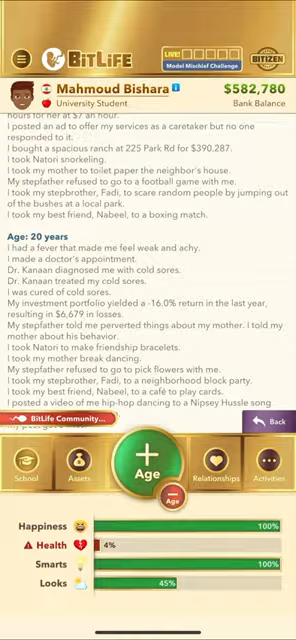 BitLife
LIVE!
Model Mischief Challenge
BITIZEN
Mahmoud Bishara i
$582,780
University Student
Bank Balance
hours for her at $7 an hour.
I posted an ad to offer my services as a caretaker but no one
responded to it.
I bought a spacious ranch at 225 Park Rd for $390,287.
I took Natori snorkeling.
I took my mother to toilet paper the neighbor's house.
My stepfather refused to go to a football game with me.
I took my stepbrother, Fadi, to scare random people by jumping out
of the bushes at a local park.
I took my best friend, Nabeel, to a boxing match.
Age: 20 years
I had a fever that made me feel weak and achy.
I made a doctor's appointment.
Dr. Kanaan diagnosed me with cold sores.
Dr. Kanaan treated my cold sores.
I was cured of cold sores.
My investment portfolio yielded a -16.0% return in the last year,
resulting in $6,679 in losses.
My stepfather told me perverted things about my mother. I told my
mother about his behavior.
I took Natori to make friendship bracelets.
I took my mother break dancing.
My stepfather refused to go to pick flowers with me.
I took my stepbrother, Fadi, to a neighborhood block party.
I took my best friend, Nabeel, to a café to play cards.
I posted a video of me hip-hop dancing to a Nipsey Hussle song
BitLife Community...
Back
School
Assets
Age
Age
Relationships
Activities
Happiness
100%
Health
4%
Smarts
100%
Looks
45%